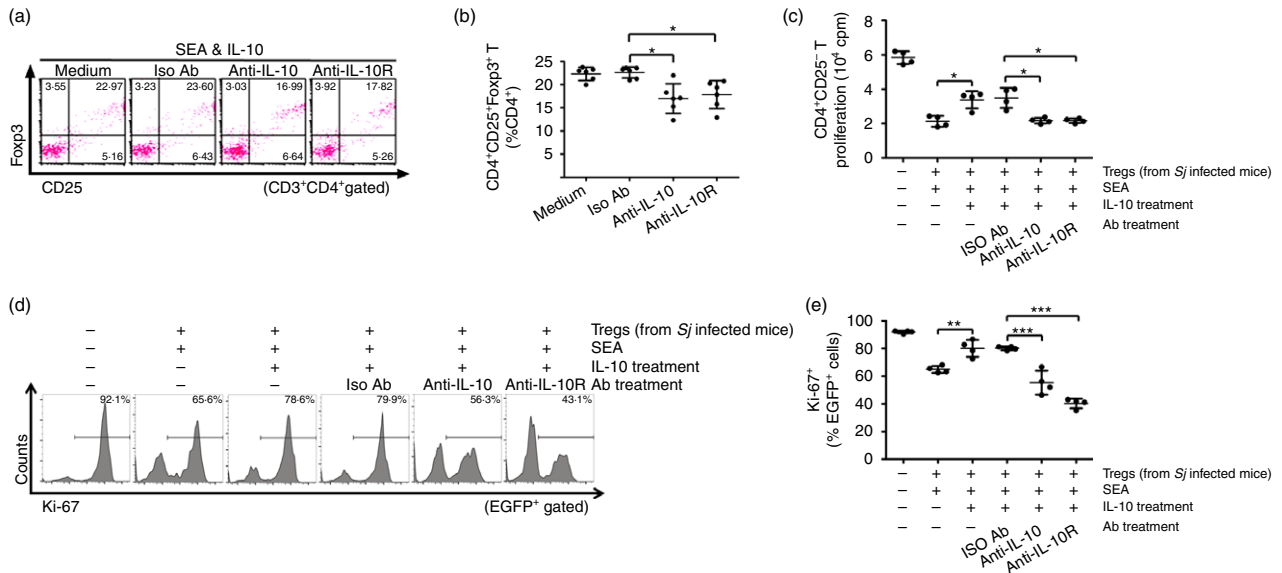 (a)
SEA & IL-10
Medium Iso Ab Anti-IL-10 Anti-IL-10R
3·55 22·97 3·23 23·60 3·03 16·99 3·92 17·82
5·16 6·43 6·64 5·26
Foxp3
CD25 (CD3⁺CD4⁺gated)
(b)
CD4⁺CD25⁺Foxp3⁺ T
(%CD4⁺)
25
20
15
10
5
* *
Medium Iso Ab Anti-IL-10 Anti-IL-10R
(c)
CD4⁺CD25⁻ T
proliferation (10⁴ cpm)
8
6
4
2
0
* * *
– + + + + + Tregs (from Sj infected mice)
– + + + + + SEA
– – + + + + IL-10 treatment
– – – ISO Ab Anti-IL-10 Anti-IL-10R Ab treatment
(d)
– + + + + + Tregs (from Sj infected mice)
– + + + + + SEA
– – + + + + IL-10 treatment
– – – Iso Ab Anti-IL-10 Anti-IL-10R Ab treatment
92·1% 65·6% 78·6% 79·9% 56·3% 43·1%
Counts
Ki-67 (EGFP⁺ gated)
(e)
Ki-67⁺
(% EGFP⁺ cells)
100
80
60
40
20
0
** *** ***
– + + + + + Tregs (from Sj infected mice)
– + + + + + SEA
– – + + + + IL-10 treatment
– – – ISO Ab Anti-IL-10 Anti-IL-10R Ab treatment